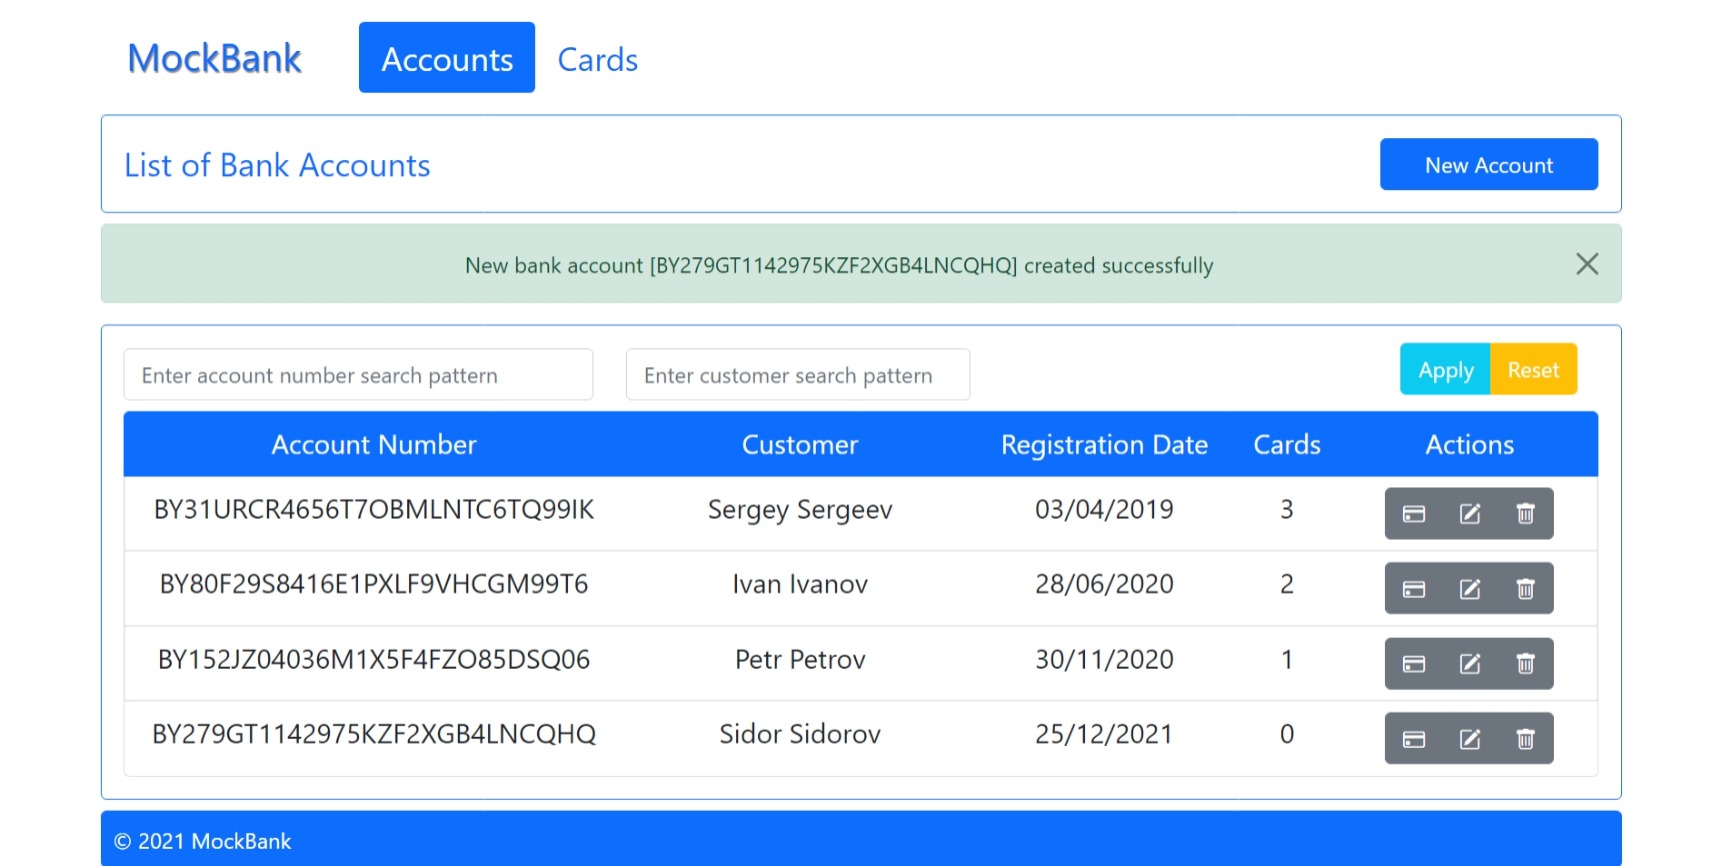 MockBank Accounts Cards
List of Bank Accounts New Account
New bank account [BY279GT1142975KZF2XGB4LNCQHQ] created successfully
Enter account number search pattern Enter customer search pattern Apply Reset
Account Number Customer Registration Date Cards Actions
BY31URCR4656T7OBMLNTC6TQ99IK Sergey Sergeev 03/04/2019 3
BY80F29S8416E1PXLF9VHCGM99T6 Ivan Ivanov 28/06/2020 2
BY152JZ04036M1X5F4FZO85DSQ06 Petr Petrov 30/11/2020 1
BY279GT1142975KZF2XGB4LNCQHQ Sidor Sidorov 25/12/2021 0
© 2021 MockBank